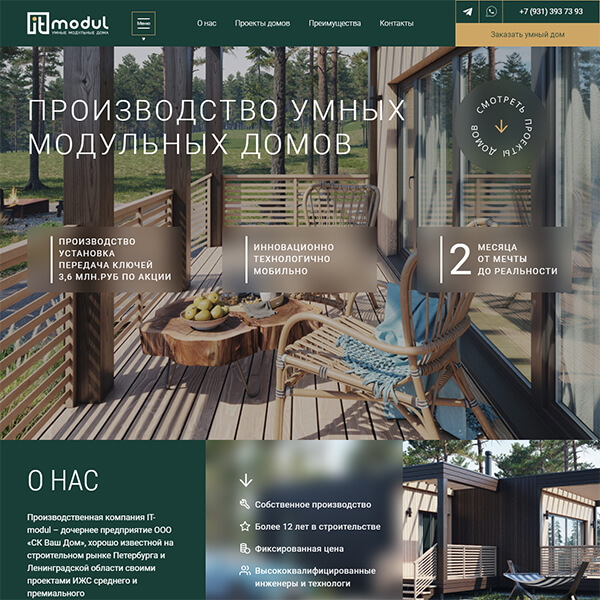 it modul
УМНЫЕ МОДУЛЬНЫЕ ДОМА
Меню
О нас
Проекты домов
Преимущества
Контакты
+7 (931) 393 73 93
Заказать умный дом
ПРОИЗВОДСТВО УМНЫХ
МОДУЛЬНЫХ ДОМОВ
СМОТРЕТЬ ПРОЕКТЫ ДОМОВ
ПРОИЗВОДСТВО
УСТАНОВКА
ПЕРЕДАЧА КЛЮЧЕЙ
3,6 МЛН.РУБ ПО АКЦИИ
ИННОВАЦИОННО
ТЕХНОЛОГИЧНО
МОБИЛЬНО
2 МЕСЯЦА
ОТ МЕЧТЫ
ДО РЕАЛЬНОСТИ
О НАС
Производственная компания IT-
modul – дочернее предприятие ООО
«СК Ваш Дом», хорошо известной на
строительном рынке Петербурга и
Ленинградской области своими
проектами ИЖС среднего и
премиального
Собственное производство
Более 12 лет в строительстве
Фиксированная цена
Высококвалифицированные
инженеры и технологи